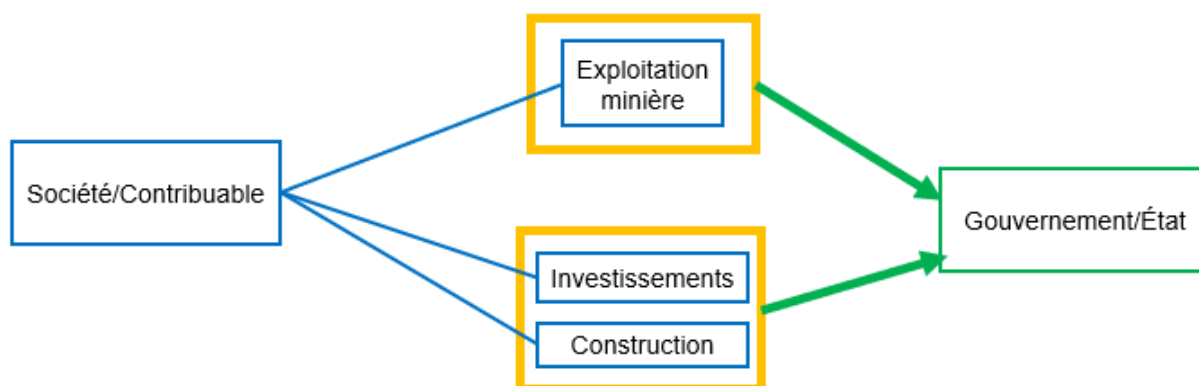 Exploitation
minière
Société/Contribuable
Gouvernement/État
Investissements
Construction